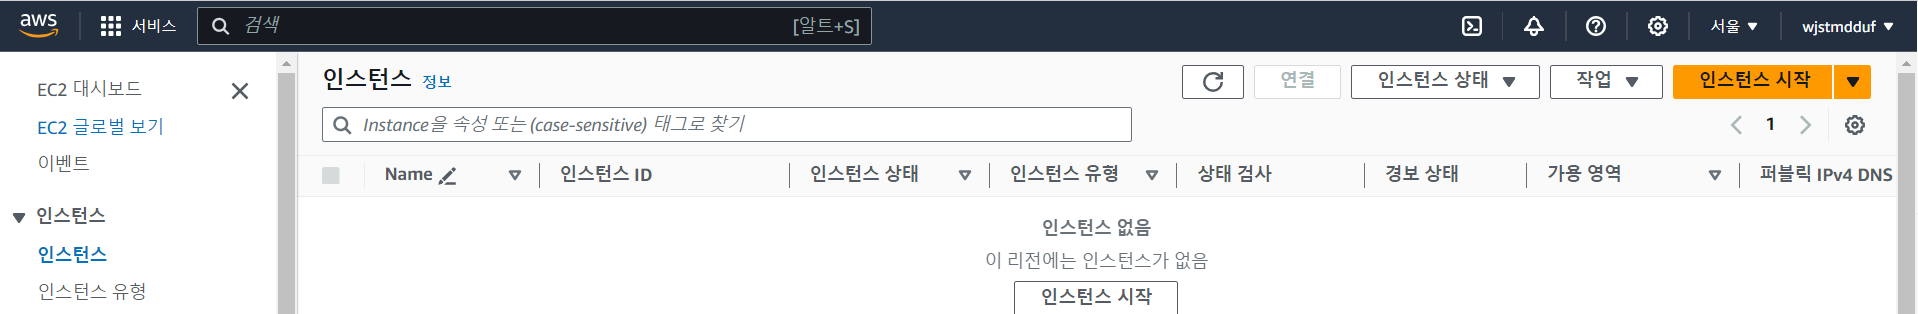 aws 서비스 검색 [알트+S] 서울 wjstmdduf
EC2 대시보드
EC2 글로벌 보기
이벤트
인스턴스
인스턴스
인스턴스 유형
인스턴스 정보 연결 인스턴스 상태 작업 인스턴스 시작
Instance을 속성 또는 (case-sensitive) 태그로 찾기 1
Name 인스턴스 ID 인스턴스 상태 인스턴스 유형 상태 검사 경보 상태 가용 영역 퍼블릭 IPv4 DNS
인스턴스 없음
이 리전에는 인스턴스가 없음
인스턴스 시작